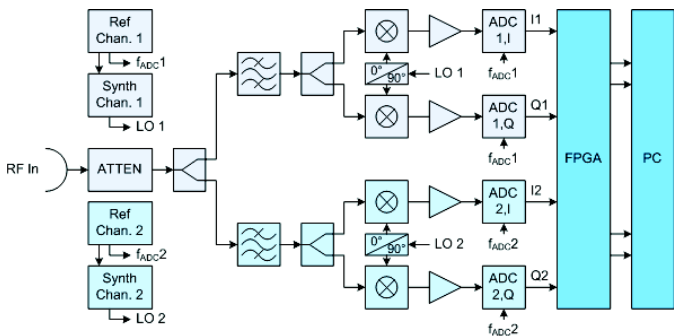 Ref
Chan. 1
fADC1
Synth
Chan. 1
LO 1
RF In
ATTEN
Ref
Chan. 2
fADC2
Synth
Chan. 2
LO 2
0°
90°
LO 1
ADC
1,I
I1
fADC1
ADC
1,Q
Q1
fADC1
0°
90°
LO 2
ADC
2,I
I2
fADC2
ADC
2,Q
Q2
fADC2
FPGA
PC